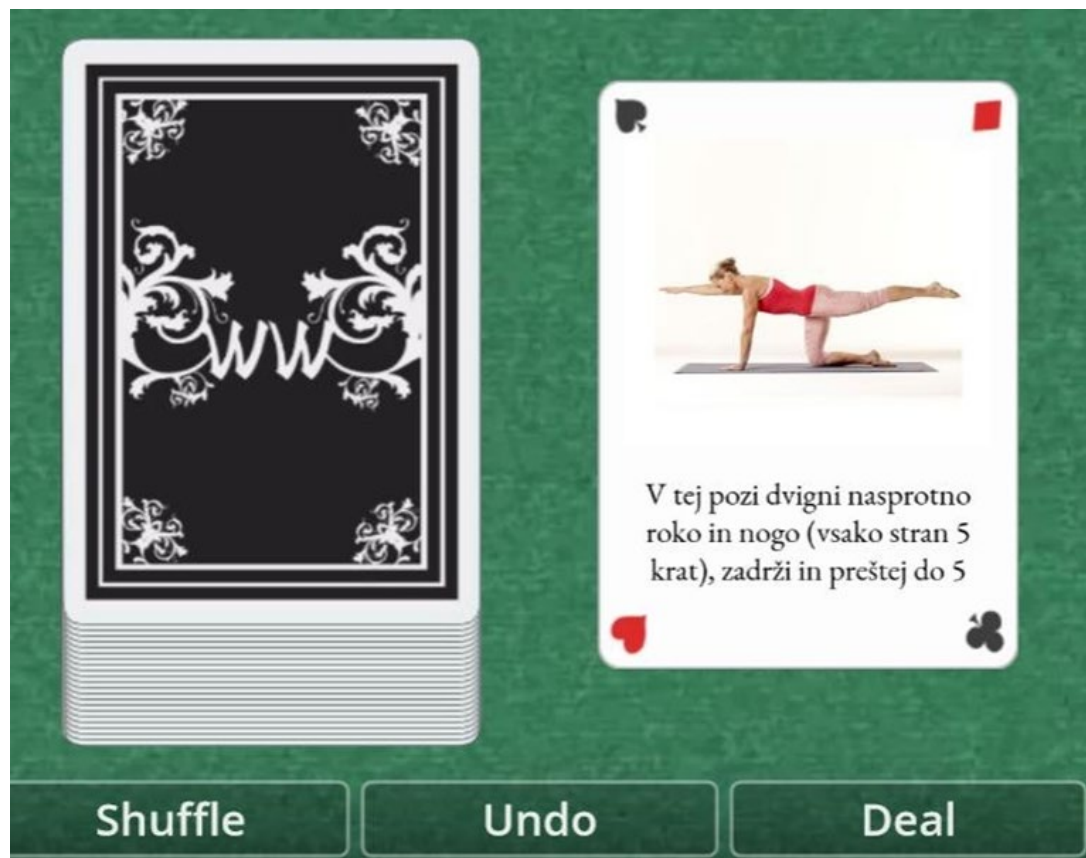 ww
V tej pozi dvigni nasprotno
roko in nogo (vsako stran 5
krat), zadrži in preštej do 5
Shuffle
Undo
Deal